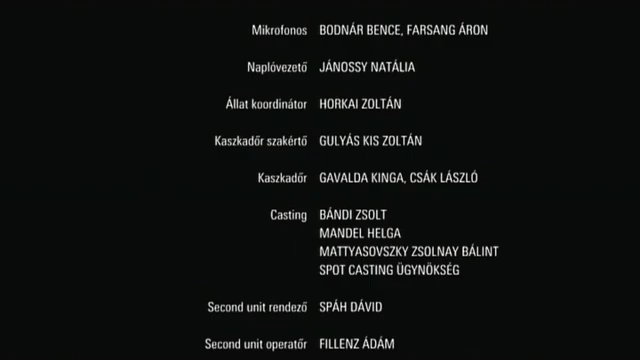 Mikrofonos BODNÁR BENCE, FARSANG ÁRON
Naplóvezető JÁNOSSY NATÁLIA
Állat koordinátor HORKAI ZOLTÁN
Kaszkadőr szakértő GULYÁS KIS ZOLTÁN
Kaszkadőr GAVALDA KINGA, CSÁK LÁSZLÓ
Casting BÁNDI ZSOLT
MANDEL HELGA
MATTYASOVSZKY ZSOLNAY BÁLINT
SPOT CASTING ÜGYNÖKSÉG
Second unit rendező SPÁH DÁVID
Second unit operatőr FILLENZ ÁDÁM